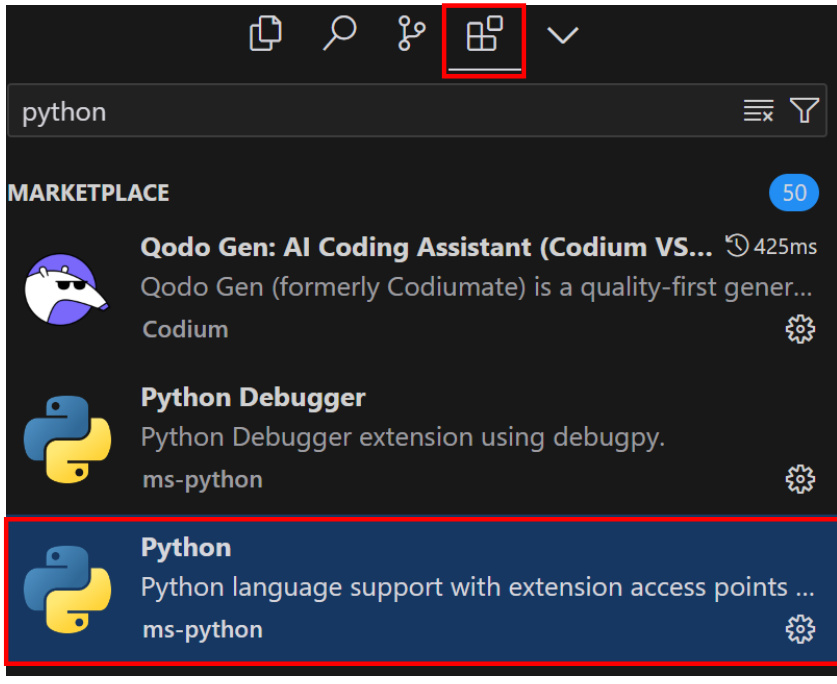 python
MARKETPLACE
50
Qodo Gen: AI Coding Assistant (Codium VS... 425ms
Qodo Gen (formerly Codiumate) is a quality-first gener...
Codium
Python Debugger
Python Debugger extension using debugpy.
ms-python
Python
Python language support with extension access points ...
ms-python